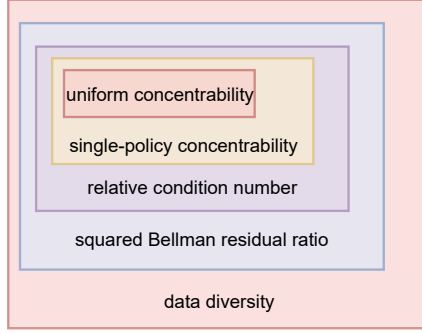 uniform concentrability
single-policy concentrability
relative condition number
squared Bellman residual ratio
data diversity